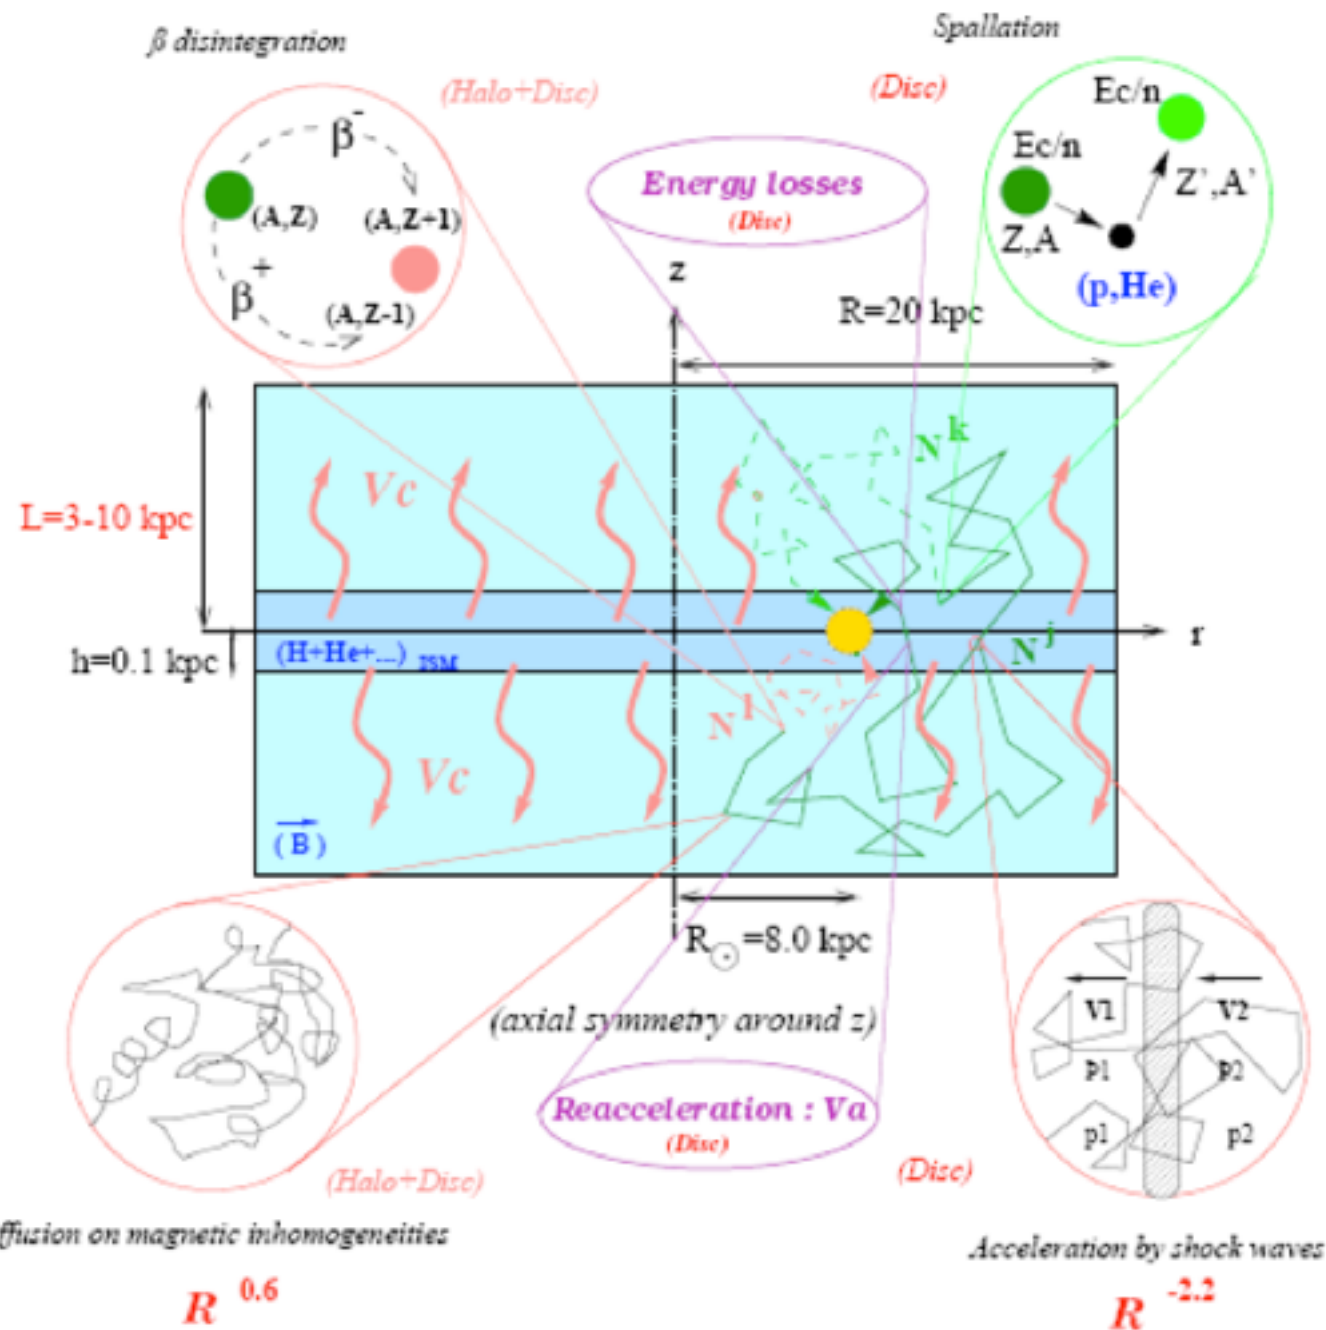 β disintegration
Spallation
(Halo+Disc)
(Disc)
β-
(A,Z)
(A,Z+1)
β+
(A,Z-1)
Energy losses
(Disc)
Ec/n
Ec/n
Z,A
Z`,A`
(p,He)
z
R=20 kpc
L=3-10 kpc
Vc
N k
h=0.1 kpc
(H+He+...) ISM
r
N j
N l
Vc
(B)
R☉=8.0 kpc
(axial symmetry around z)
V1
V2
p1
p2
p1
p2
Reacceleration : Va
(Disc)
(Halo+Disc)
(Disc)
ffusion on magnetic inhomogeneities
Acceleration by shock waves
R 0.6
R -2.2